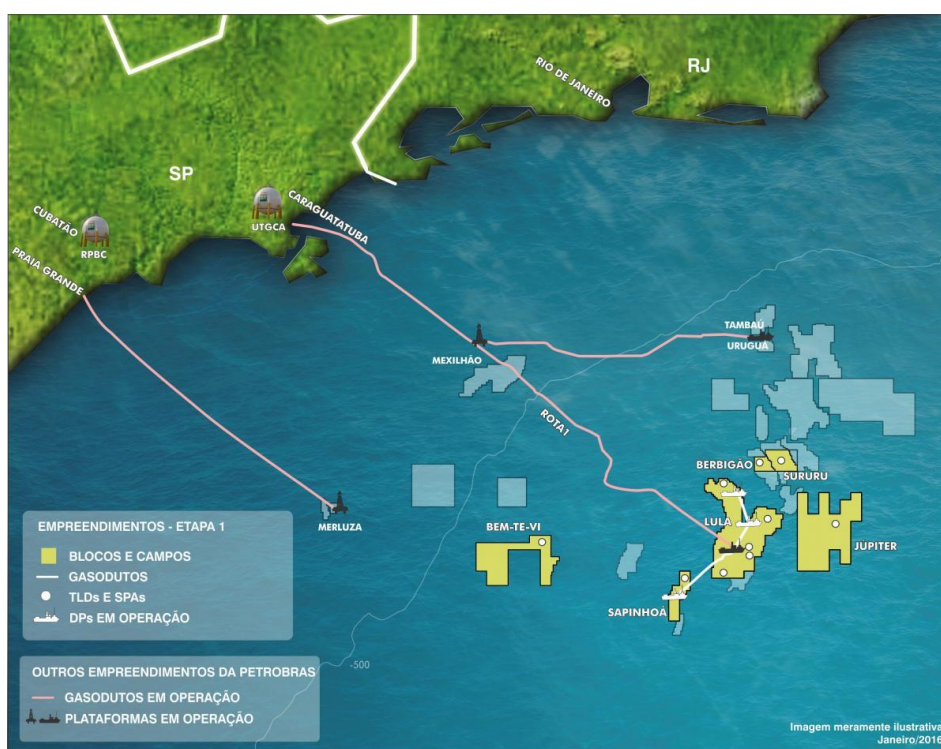 RJ
RIO DE JANEIRO
SP
CARAGUATATUBA
UTGCA
CUBATÃO
RPBC
PRAIA GRANDE
TAMBAÚ
URUGUÁ
MEXILHÃO
ROTA1
BERBIGÃO
SURURU
MERLUZA
BEM-TE-VI
LULA
JÚPITER
SAPINHOÁ
-500
EMPREENDIMENTOS - ETAPA 1
BLOCOS E CAMPOS
GASODUTOS
TLDs E SPAs
DPs EM OPERAÇÃO
OUTROS EMPREENDIMENTOS DA PETROBRAS
GASODUTOS EM OPERAÇÃO
PLATAFORMAS EM OPERAÇÃO
Imagem meramente ilustrativa
Janeiro/2016